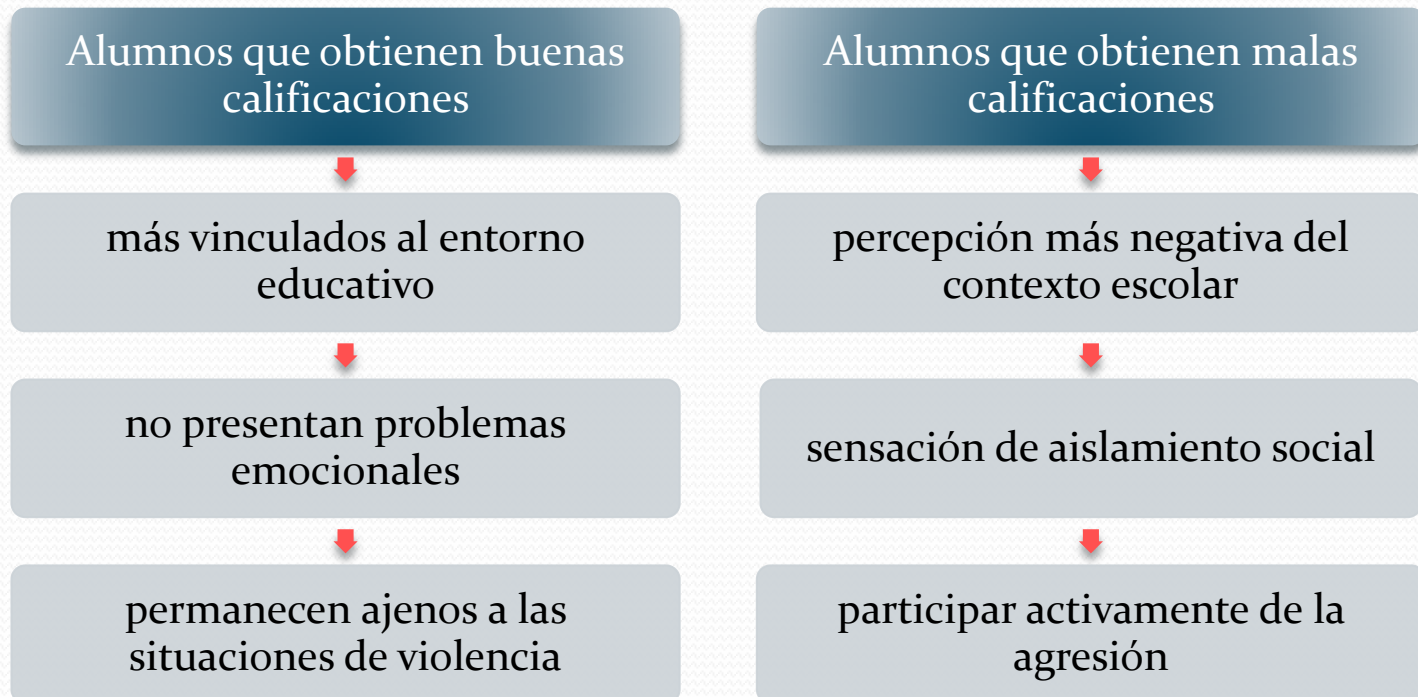 Alumnos que obtienen buenas
calificaciones
más vinculados al entorno
educativo
no presentan problemas
emocionales
permanecen ajenos a las
situaciones de violencia
Alumnos que obtienen malas
calificaciones
percepción más negativa del
contexto escolar
sensación de aislamiento social
participar activamente de la
agresión